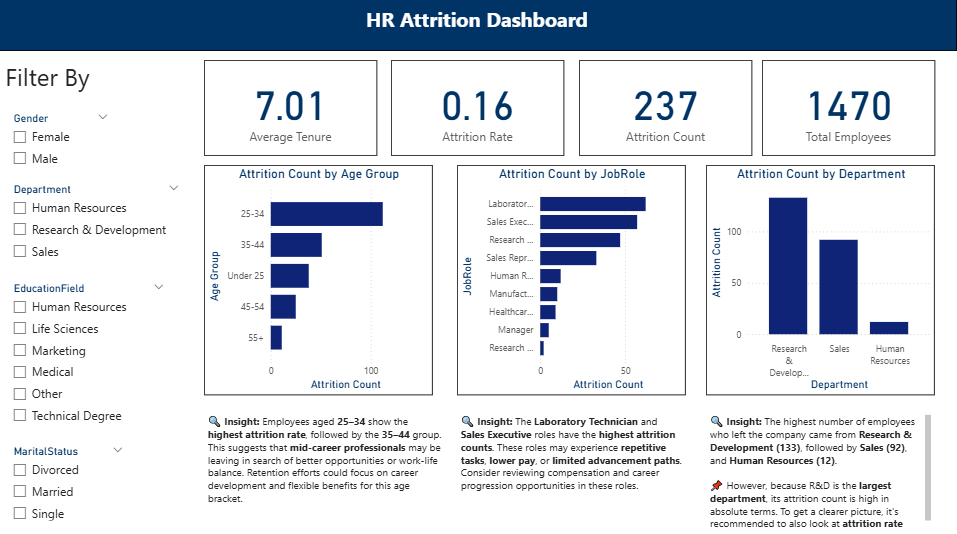 HR Attrition Dashboard
Filter By
Gender
Female
Male
Department
Human Resources
Research & Development
Sales
EducationField
Human Resources
Life Sciences
Marketing
Medical
Other
Technical Degree
MaritalStatus
Divorced
Married
Single
7.01
Average Tenure
0.16
Attrition Rate
237
Attrition Count
1470
Total Employees
Attrition Count by Age Group
Age Group
25-34
35-44
Under 25
45-54
55+
0
100
Attrition Count
🔍 Insight: Employees aged 25–34 show the
highest attrition rate, followed by the 35–44 group.
This suggests that mid-career professionals may be
leaving in search of better opportunities or work-life
balance. Retention efforts could focus on career
development and flexible benefits for this age
bracket.
Attrition Count by JobRole
JobRole
Laborator...
Sales Exec...
Research ...
Sales Repr...
Human R...
Manufact...
Healthcar...
Manager
Research ...
0
50
Attrition Count
🔍 Insight: The Laboratory Technician and
Sales Executive roles have the highest attrition
counts. These roles may experience repetitive
tasks, lower pay, or limited advancement paths.
Consider reviewing compensation and career
progression opportunities in these roles.
Attrition Count by Department
Attrition Count
100
50
0
Research
&
Develop...
Sales
Human
Resources
Department
🔍 Insight: The highest number of employees
who left the company came from Research &
Development (133), followed by Sales (92),
and Human Resources (12).
📌 However, because R&D is the largest
department, its attrition count is high in
absolute terms. To get a clearer picture, it's
recommended to also look at attrition rate